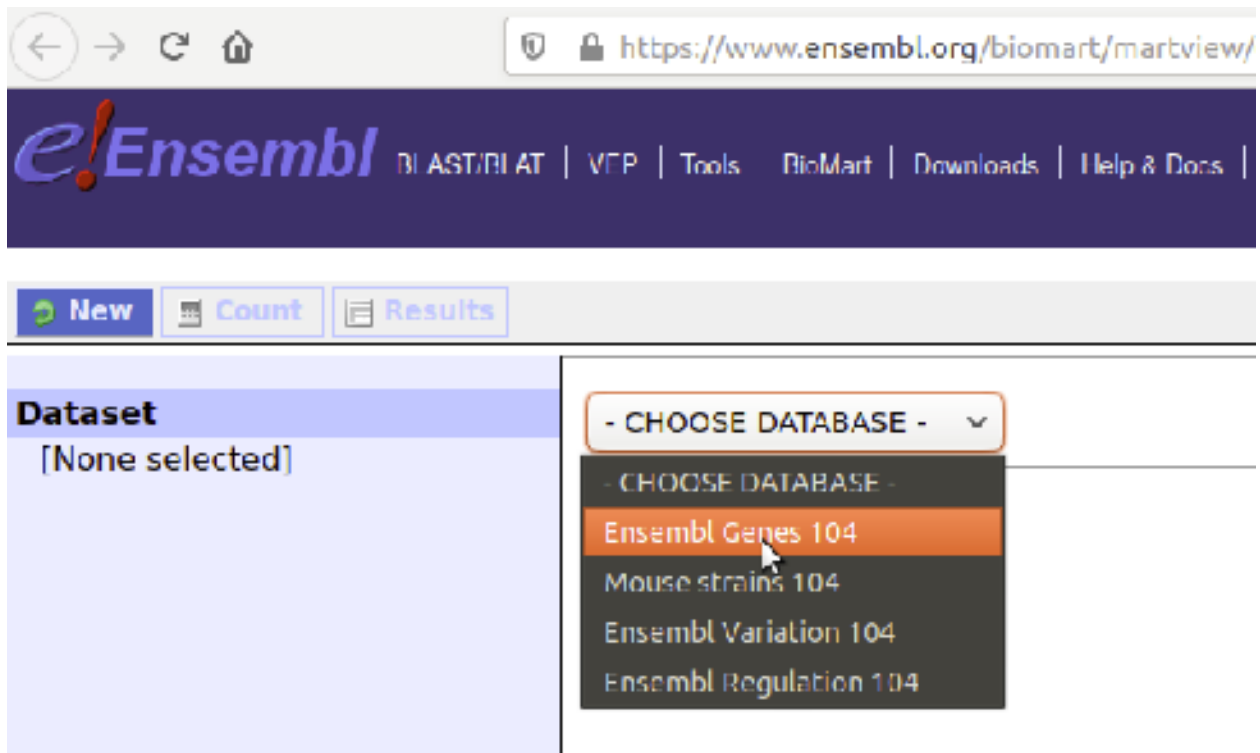 https://www.ensembl.org/biomart/martview/
e!Ensembl BLAST/BLAT | VEP | Tools BioMart | Downloads | Help & Docs |
New Count Results
Dataset
[None selected]
- CHOOSE DATABASE -
- CHOOSE DATABASE -
Ensembl Genes 104
Mouse strains 104
Ensembl Variation 104
Ensembl Regulation 104